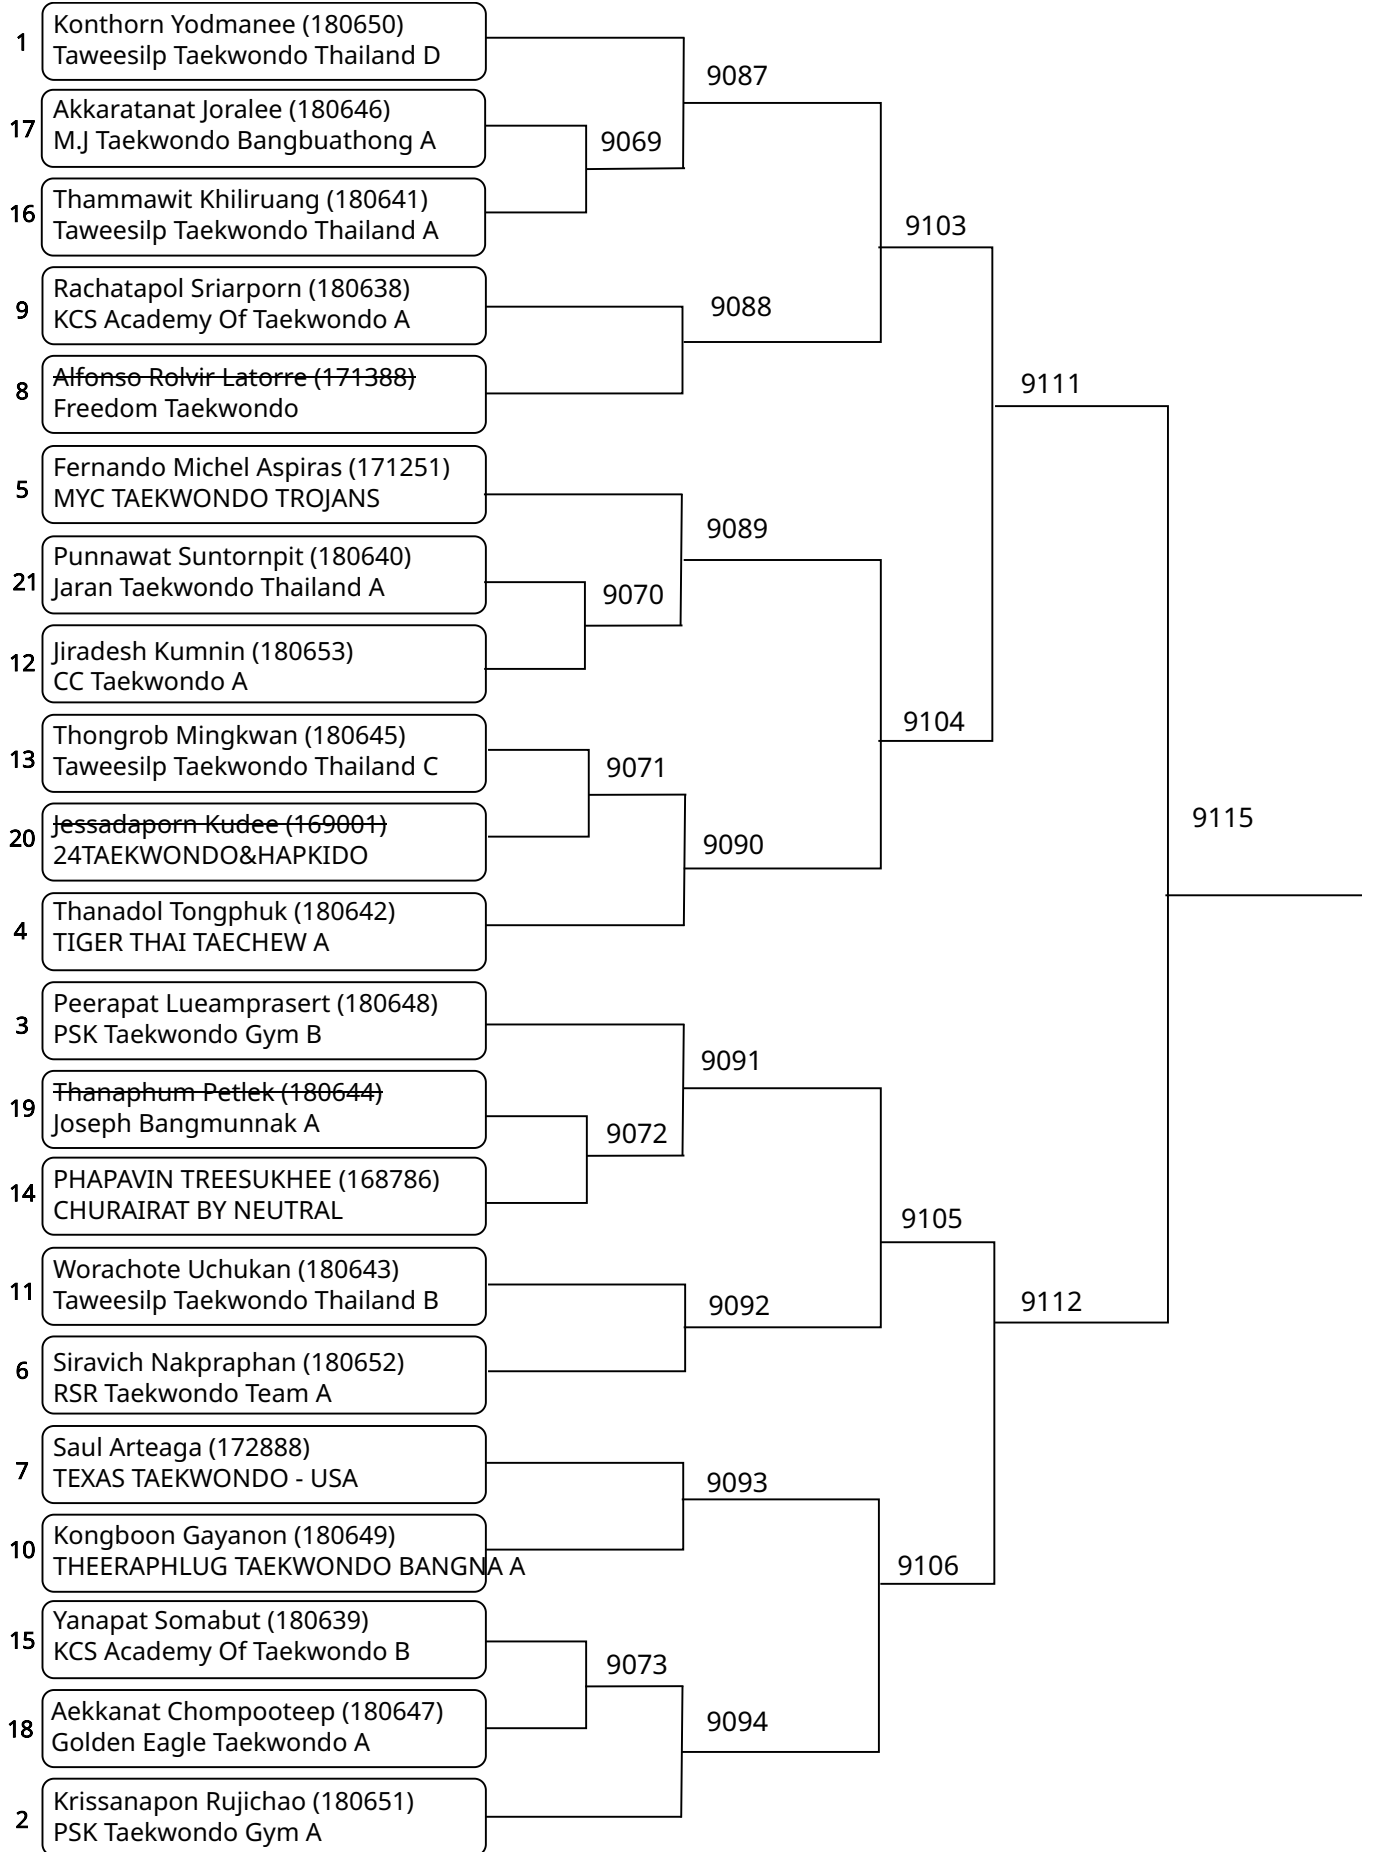 1
Konthorn Yodmanee (180650)
Taweesilp Taekwondo Thailand D
9087
17
Akkaratanat Joralee (180646)
M.J Taekwondo Bangbuathong A
9069
16
Thammawit Khiliruang (180641)
Taweesilp Taekwondo Thailand A
9103
9
Rachatapol Sriarporn (180638)
KCS Academy Of Taekwondo A
9088
8
Alfonso Rolvir Latorre (171388)
Freedom Taekwondo
9111
5
Fernando Michel Aspiras (171251)
MYC TAEKWONDO TROJANS
9089
21
Punnawat Suntornpit (180640)
Jaran Taekwondo Thailand A
9070
12
Jiradesh Kumnin (180653)
CC Taekwondo A
9104
13
Thongrob Mingkwan (180645)
Taweesilp Taekwondo Thailand C
9071
20
Jessadaporn Kudee (169001)
24TAEKWONDO&HAPKIDO
9090
9115
4
Thanadol Tongphuk (180642)
TIGER THAI TAECHEW A
3
Peerapat Lueamprasert (180648)
PSK Taekwondo Gym B
9091
19
Thanaphum Petlek (180644)
Joseph Bangmunnak A
9072
14
PHAPAVIN TREESUKHEE (168786)
CHURAIRAT BY NEUTRAL
9105
11
Worachote Uchukan (180643)
Taweesilp Taekwondo Thailand B
9092
9112
6
Siravich Nakpraphan (180652)
RSR Taekwondo Team A
7
Saul Arteaga (172888)
TEXAS TAEKWONDO - USA
9093
10
Kongboon Gayanon (180649)
THEERAPHLUG TAEKWONDO BANGNA A
9106
15
Yanapat Somabut (180639)
KCS Academy Of Taekwondo B
9073
18
Aekkanat Chompooteep (180647)
Golden Eagle Taekwondo A
9094
2
Krissanapon Rujichao (180651)
PSK Taekwondo Gym A